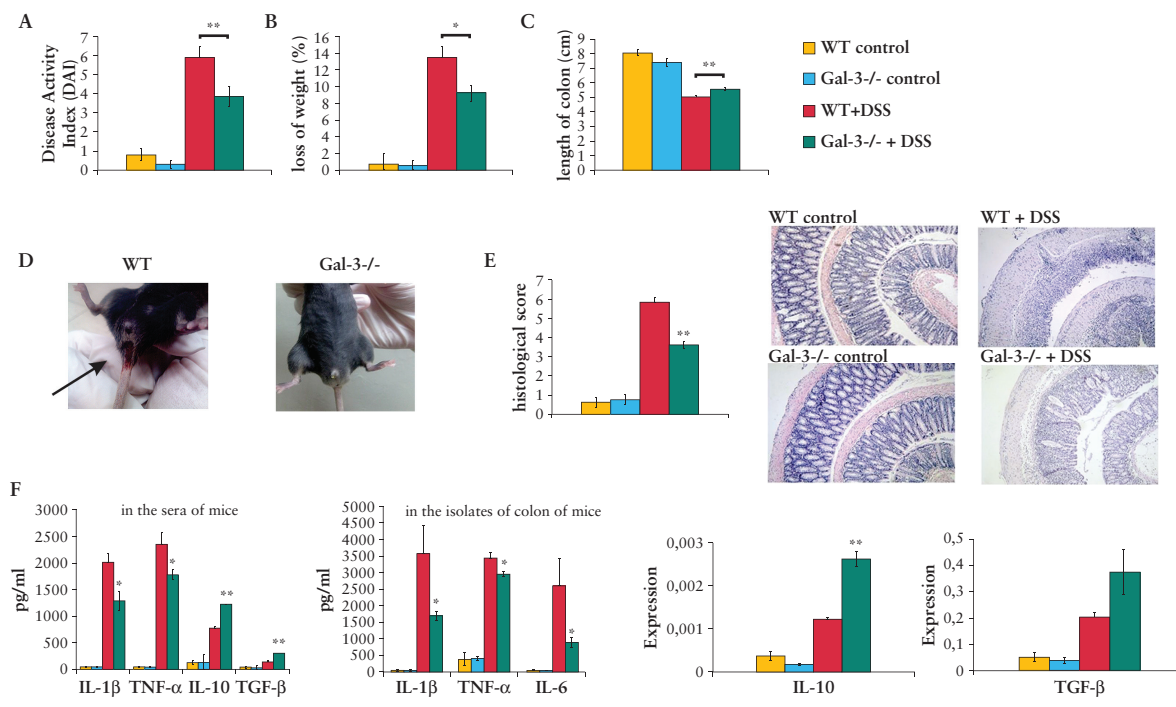 A
Disease Activity
Index (DAI)
7
6
5
4
3
2
1
0
**
B
loss of weight (%)
16
14
12
10
8
6
4
2
0
*
C
length of colon (cm)
9
8
7
6
5
4
3
2
1
0
**
WT control
Gal-3-/- control
WT+DSS
Gal-3-/- + DSS
D
WT
Gal-3-/-
E
histological score
7
6
5
4
3
2
1
0
**
WT control
WT + DSS
Gal-3-/- control
Gal-3-/- + DSS
F
in the sera of mice
pg/ml
3000
2500
2000
1500
1000
500
0
*
*
**
**
IL-1β TNF-α IL-10 TGF-β
in the isolates of colon of mice
pg/ml
5000
4500
4000
3500
3000
2500
2000
1500
1000
500
0
*
*
*
IL-1β TNF-α IL-6
Expression
0,003
0,002
0,001
0
**
IL-10
Expression
0,5
0,4
0,3
0,2
0,1
0
TGF-β